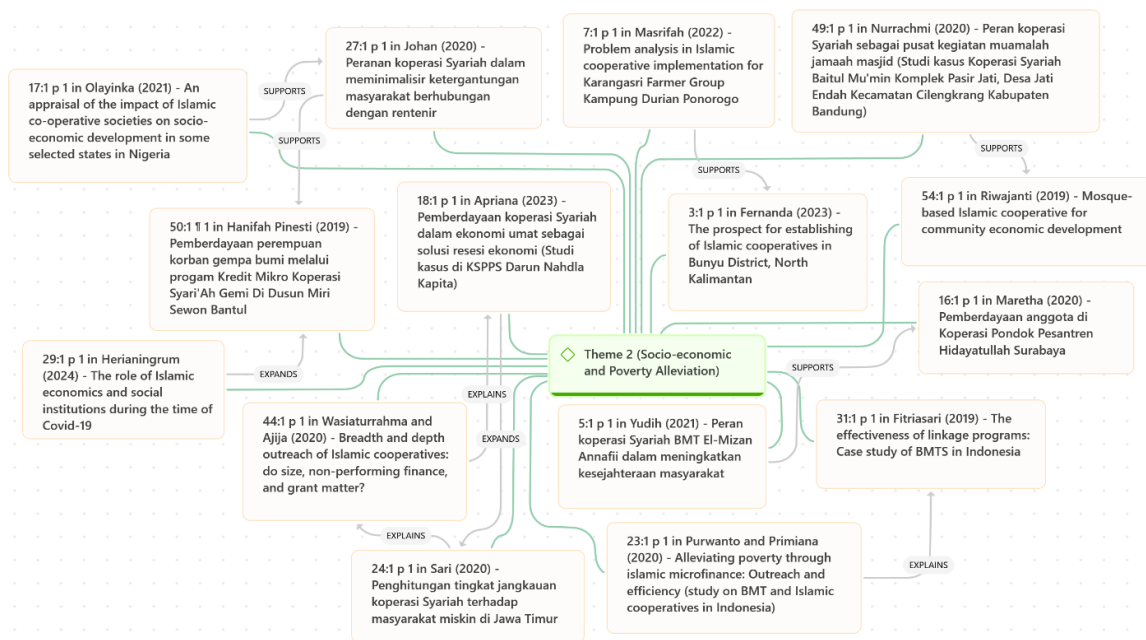 27:1 p 1 in Johan (2020) -
Peranan koperasi Syariah dalam
meminimalisir ketergantungan
masyarakat berhubungan
dengan rentenir
7:1 p 1 in Masrifah (2022) -
Problem analysis in Islamic
cooperative implementation for
Karangasri Farmer Group
Kampung Durian Ponorogo
49:1 p 1 in Nurrachmi (2020) - Peran koperasi
Syariah sebagai pusat kegiatan muamalah
jamaah masjid (Studi kasus Koperasi Syariah
Baitul Mu'min Komplek Pasir Jati, Desa Jati
Endah Kecamatan Cilengkrang Kabupaten
Bandung)
17:1 p 1 in Olayinka (2021) - An
appraisal of the impact of Islamic
co-operative societies on socio-
economic development in some
selected states in Nigeria
SUPPORTS
SUPPORTS
SUPPORTS
SUPPORTS
50:1 ¶ 1 in Hanifah Pinesti (2019) -
Pemberdayaan perempuan
korban gempa bumi melalui
progam Kredit Mikro Koperasi
Syari'Ah Gemi Di Dusun Miri
Sewon Bantul
18:1 p 1 in Apriana (2023) -
Pemberdayaan koperasi Syariah
dalam ekonomi umat sebagai
solusi resesi ekonomi (Studi
kasus di KSPPS Darun Nahdla
Kapita)
3:1 p 1 in Fernanda (2023) -
The prospect for establishing
of Islamic cooperatives in
Bunyu District, North
Kalimantan
54:1 p 1 in Riwajanti (2019) - Mosque-
based Islamic cooperative for
community economic development
16:1 p 1 in Maretha (2020) -
Pemberdayaan anggota di
Koperasi Pondok Pesantren
Hidayatullah Surabaya
29:1 p 1 in Herianingrum
(2024) - The role of Islamic
economics and social
institutions during the time of
Covid-19
EXPANDS
Theme 2 (Socio-economic
and Poverty Alleviation)
SUPPORTS
EXPLAINS
EXPANDS
44:1 p 1 in Wasiaturrahma and
Ajija (2020) - Breadth and depth
outreach of Islamic cooperatives:
do size, non-performing finance,
and grant matter?
5:1 p 1 in Yudih (2021) - Peran
koperasi Syariah BMT El-Mizan
Annafii dalam meningkatkan
kesejahteraan masyarakat
31:1 p 1 in Fitriasari (2019) - The
effectiveness of linkage programs:
Case study of BMTS in Indonesia
EXPLAINS
24:1 p 1 in Sari (2020) -
Penghitungan tingkat jangkauan
koperasi Syariah terhadap
masyarakat miskin di Jawa Timur
23:1 p 1 in Purwanto and Primiana
(2020) - Alleviating poverty through
islamic microfinance: Outreach and
efficiency (study on BMT and Islamic
cooperatives in Indonesia)
EXPLAINS